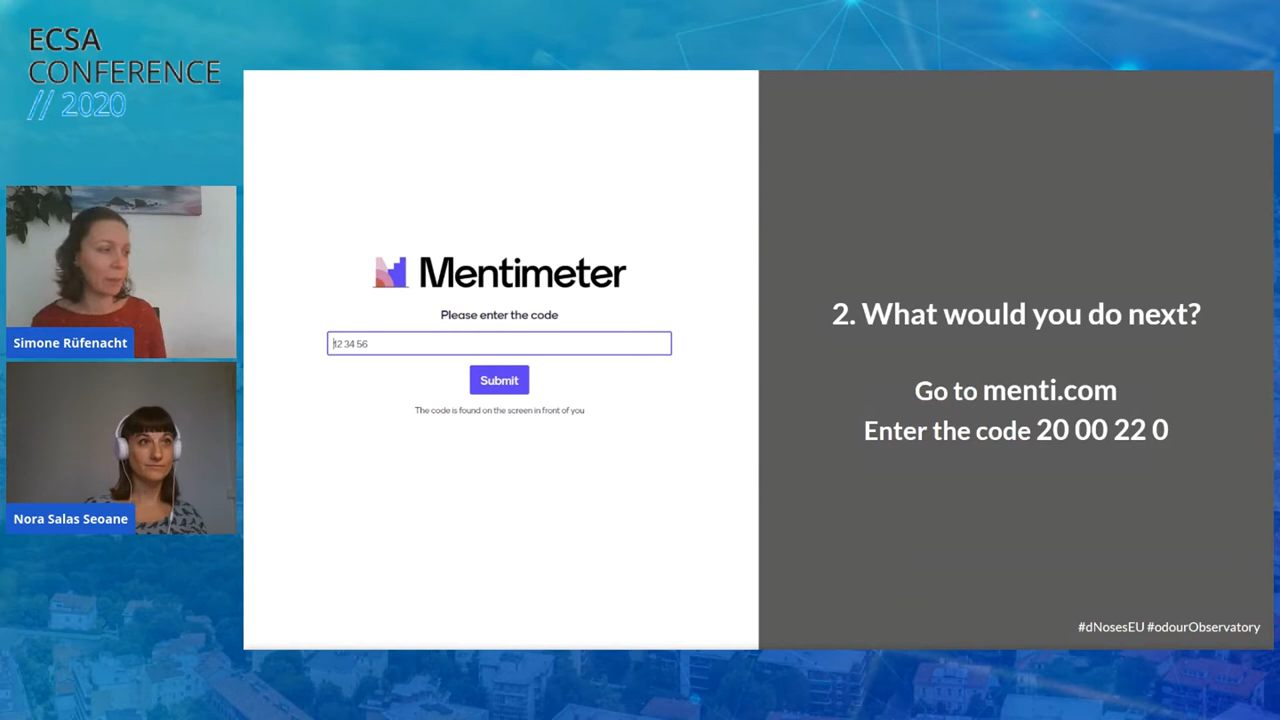 ECSA
CONFERENCE
// 2020
Simone Rüfenacht
Nora Salas Seoane
Mentimeter
Please enter the code
12 34 56
Submit
The code is found on the screen in front of you
2. What would you do next?
Go to menti.com
Enter the code 20 00 22 0
#dNosesEU #odourObservatory